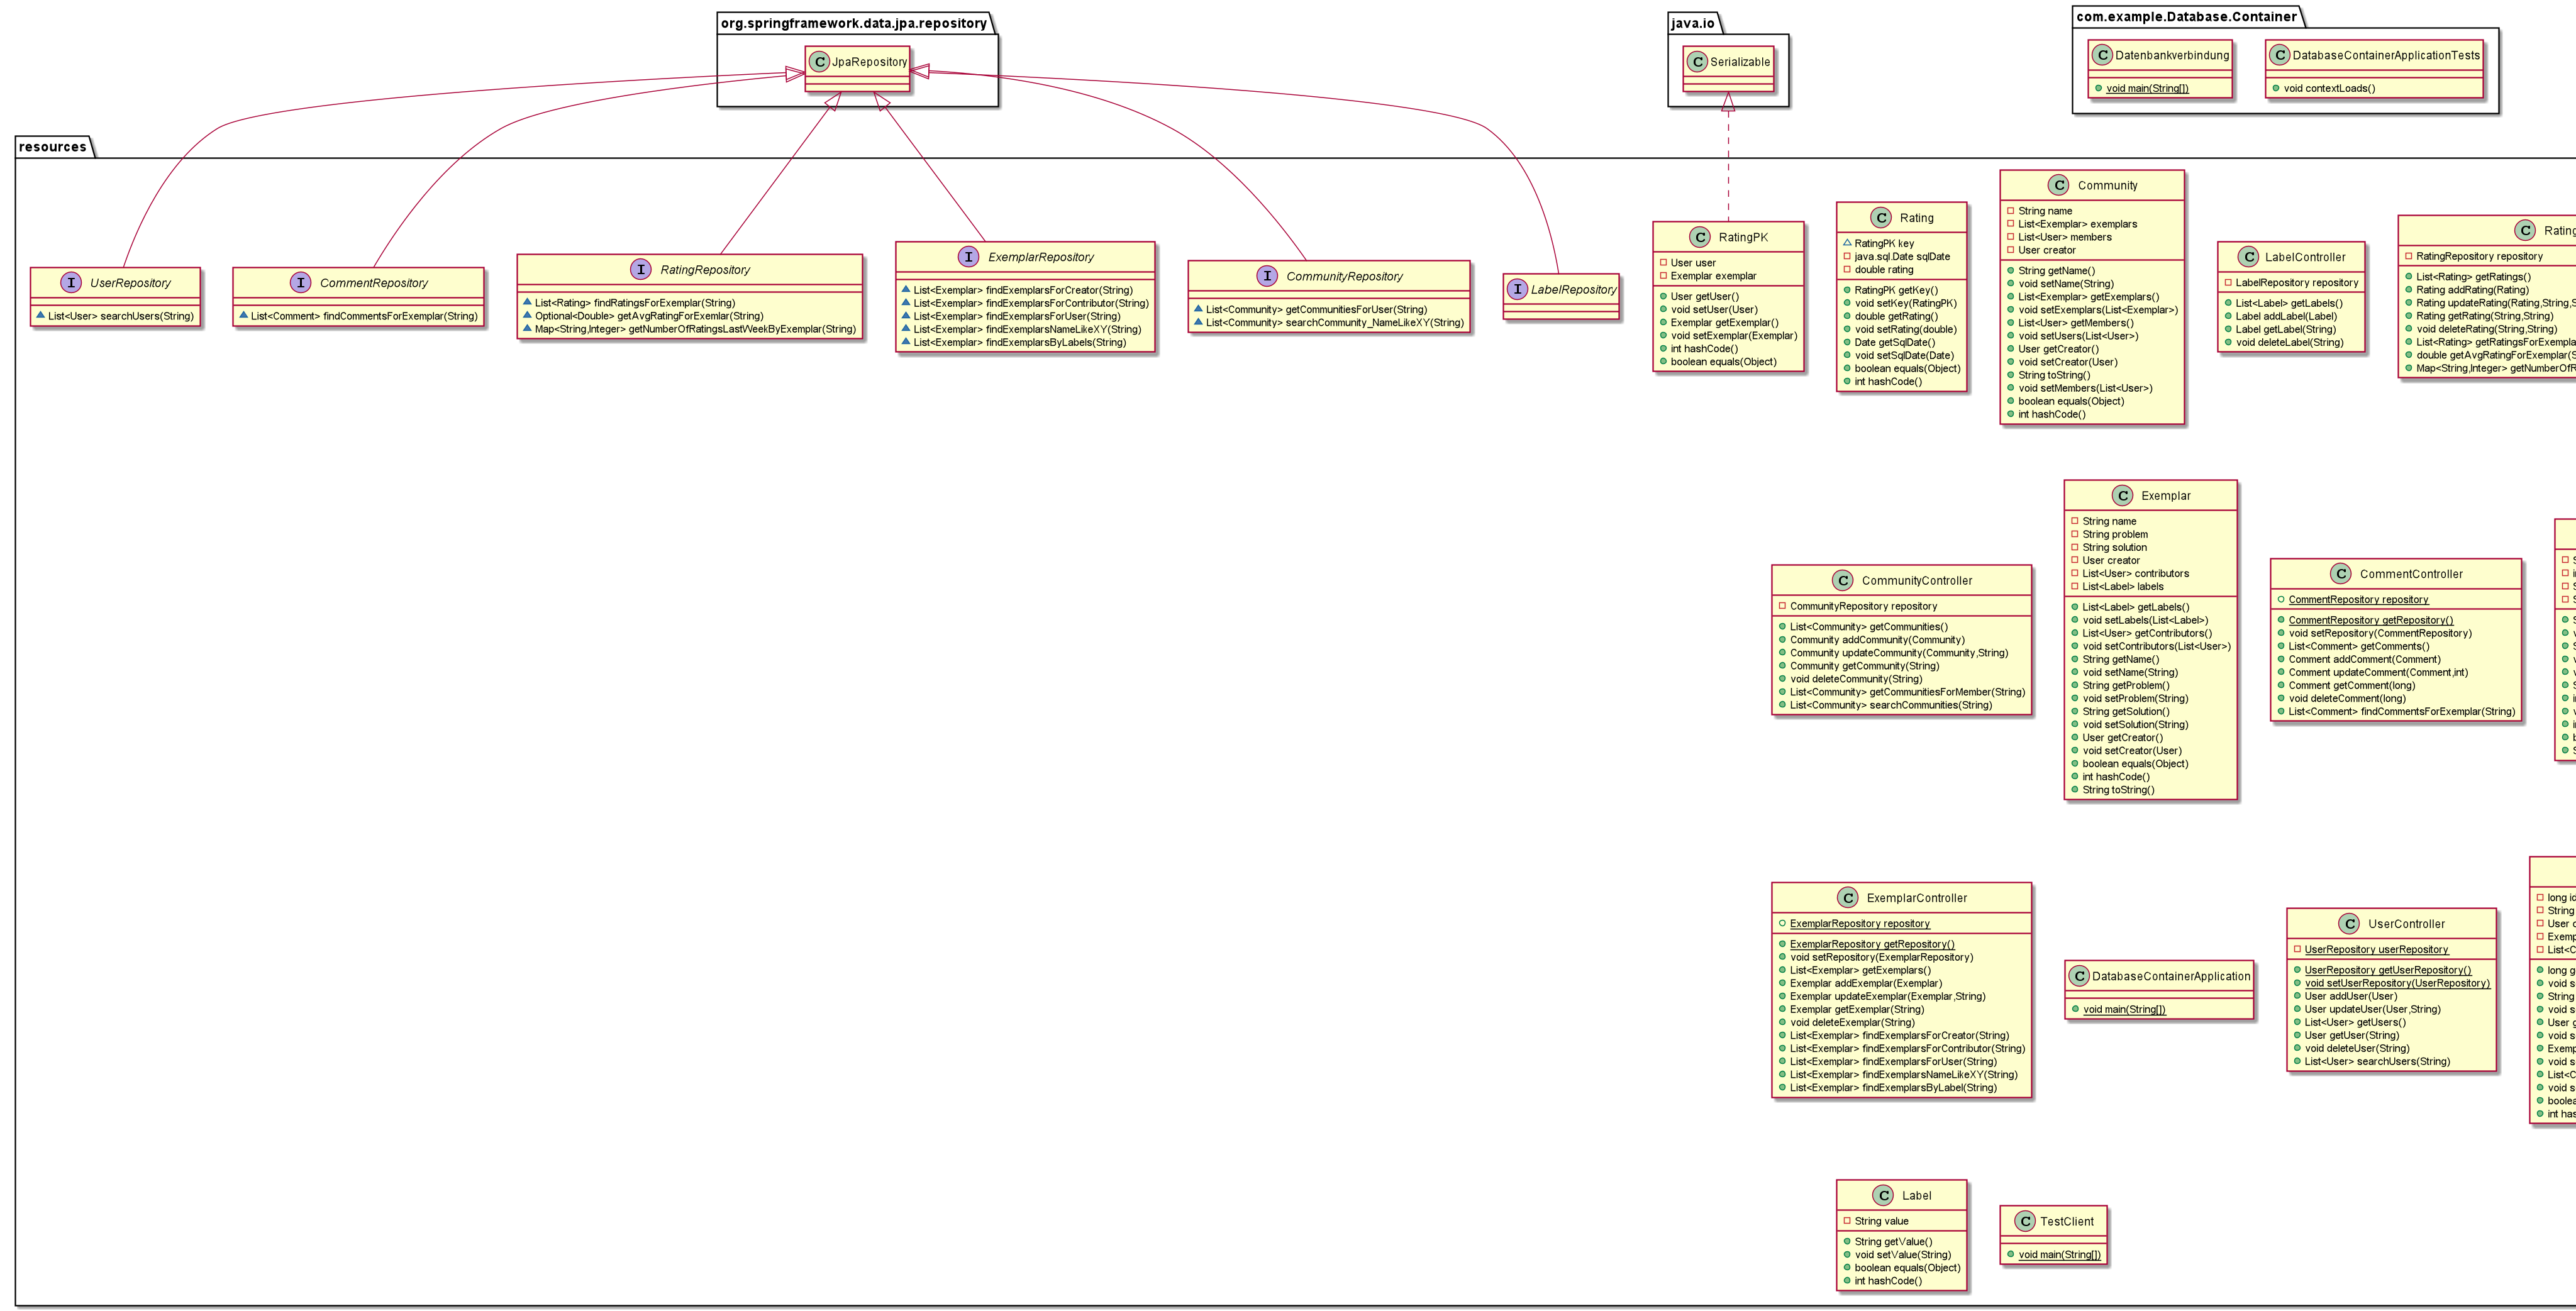 org.springframework.data.jpa.repository
C JpaRepository
java.io
C Serializable
com.example.Database.Container
C Datenbankverbindung
void main(String[])
C DatabaseContainerApplicationTests
void contextLoads()
resources
I UserRepository
List<User> searchUsers(String)
I CommentRepository
List<Comment> findCommentsForExemplar(String)
I RatingRepository
List<Rating> findRatingsForExemplar(String)
Optional<Double> getAvgRatingForExemlar(String)
Map<String,Integer> getNumberOfRatingsLastWeekByExemplar(String)
I ExemplarRepository
List<Exemplar> findExemplarsForCreator(String)
List<Exemplar> findExemplarsForContributor(String)
List<Exemplar> findExemplarsForUser(String)
List<Exemplar> findExemplarsNameLikeXY(String)
List<Exemplar> findExemplarsByLabels(String)
I CommunityRepository
List<Community> getCommunitiesForUser(String)
List<Community> searchCommunity_NameLikeXY(String)
I LabelRepository
C RatingPK
User user
Exemplar exemplar
User getUser()
void setUser(User)
Exemplar getExemplar()
void setExemplar(Exemplar)
int hashCode()
boolean equals(Object)
C Rating
RatingPK key
java.sql.Date sqlDate
double rating
RatingPK getKey()
void setKey(RatingPK)
double getRating()
void setRating(double)
Date getSqlDate()
void setSqlDate(Date)
boolean equals(Object)
int hashCode()
C Community
String name
List<Exemplar> exemplars
List<User> members
User creator
String getName()
void setName(String)
List<Exemplar> getExemplars()
void setExemplars(List<Exemplar>)
List<User> getMembers()
void setUsers(List<User>)
User getCreator()
void setCreator(User)
String toString()
void setMembers(List<User>)
boolean equals(Object)
int hashCode()
C LabelController
LabelRepository repository
List<Label> getLabels()
Label addLabel(Label)
Label getLabel(String)
void deleteLabel(String)
C Rating
RatingRepository repository
List<Rating> getRatings()
Rating addRating(Rating)
Rating updateRating(Rating,String,S
Rating getRating(String,String)
void deleteRating(String,String)
List<Rating> getRatingsForExempla
double getAvgRatingForExemplar(S
Map<String,Integer> getNumberOfR
C CommunityController
CommunityRepository repository
List<Community> getCommunities()
Community addCommunity(Community)
Community updateCommunity(Community,String)
Community getCommunity(String)
void deleteCommunity(String)
List<Community> getCommunitiesForMember(String)
List<Community> searchCommunities(String)
C Exemplar
String name
String problem
String solution
User creator
List<User> contributors
List<Label> labels
List<Label> getLabels()
void setLabels(List<Label>)
List<User> getContributors()
void setContributors(List<User>)
String getName()
void setName(String)
String getProblem()
void setProblem(String)
String getSolution()
void setSolution(String)
User getCreator()
void setCreator(User)
boolean equals(Object)
int hashCode()
String toString()
C CommentController
CommentRepository repository
CommentRepository getRepository()
void setRepository(CommentRepository)
List<Comment> getComments()
Comment addComment(Comment)
Comment updateComment(Comment,int)
Comment getComment(long)
void deleteComment(long)
List<Comment> findCommentsForExemplar(String)
C ExemplarController
ExemplarRepository repository
ExemplarRepository getRepository()
void setRepository(ExemplarRepository)
List<Exemplar> getExemplars()
Exemplar addExemplar(Exemplar)
Exemplar updateExemplar(Exemplar,String)
Exemplar getExemplar(String)
void deleteExemplar(String)
List<Exemplar> findExemplarsForCreator(String)
List<Exemplar> findExemplarsForContributor(String)
List<Exemplar> findExemplarsForUser(String)
List<Exemplar> findExemplarsNameLikeXY(String)
List<Exemplar> findExemplarsByLabel(String)
C DatabaseContainerApplication
void main(String[])
C UserController
UserRepository userRepository
UserRepository getUserRepository()
void setUserRepository(UserRepository)
User addUser(User)
User updateUser(User,String)
List<User> getUsers()
User getUser(String)
void deleteUser(String)
List<User> searchUsers(String)
long id
String
User c
Exemp
List<C
long g
void s
String
void s
User g
void s
Exemp
void s
List<C
void s
boolea
int has
C Label
String value
String getValue()
void setValue(String)
boolean equals(Object)
int hashCode()
C TestClient
void main(String[])